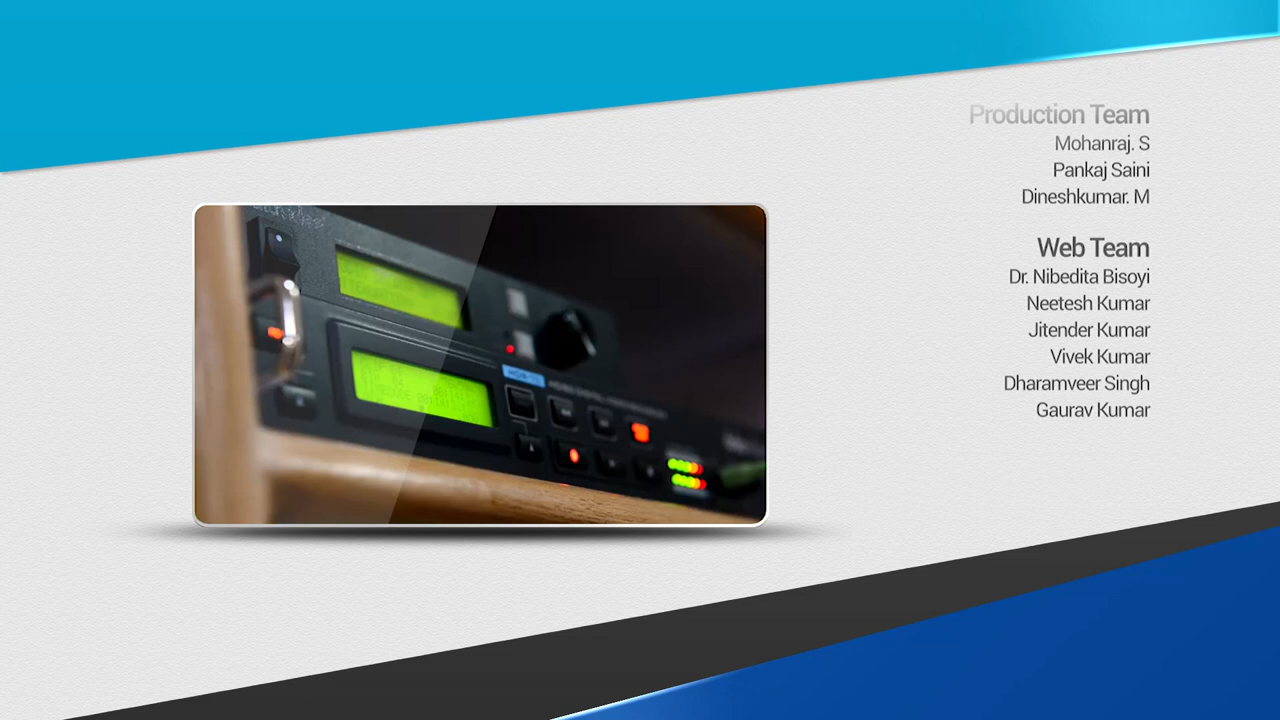 Production Team
Mohanraj. S
Pankaj Saini
Dineshkumar. M
Web Team
Dr. Nibedita Bisoyi
Neetesh Kumar
Jitender Kumar
Vivek Kumar
Dharamveer Singh
Gaurav Kumar